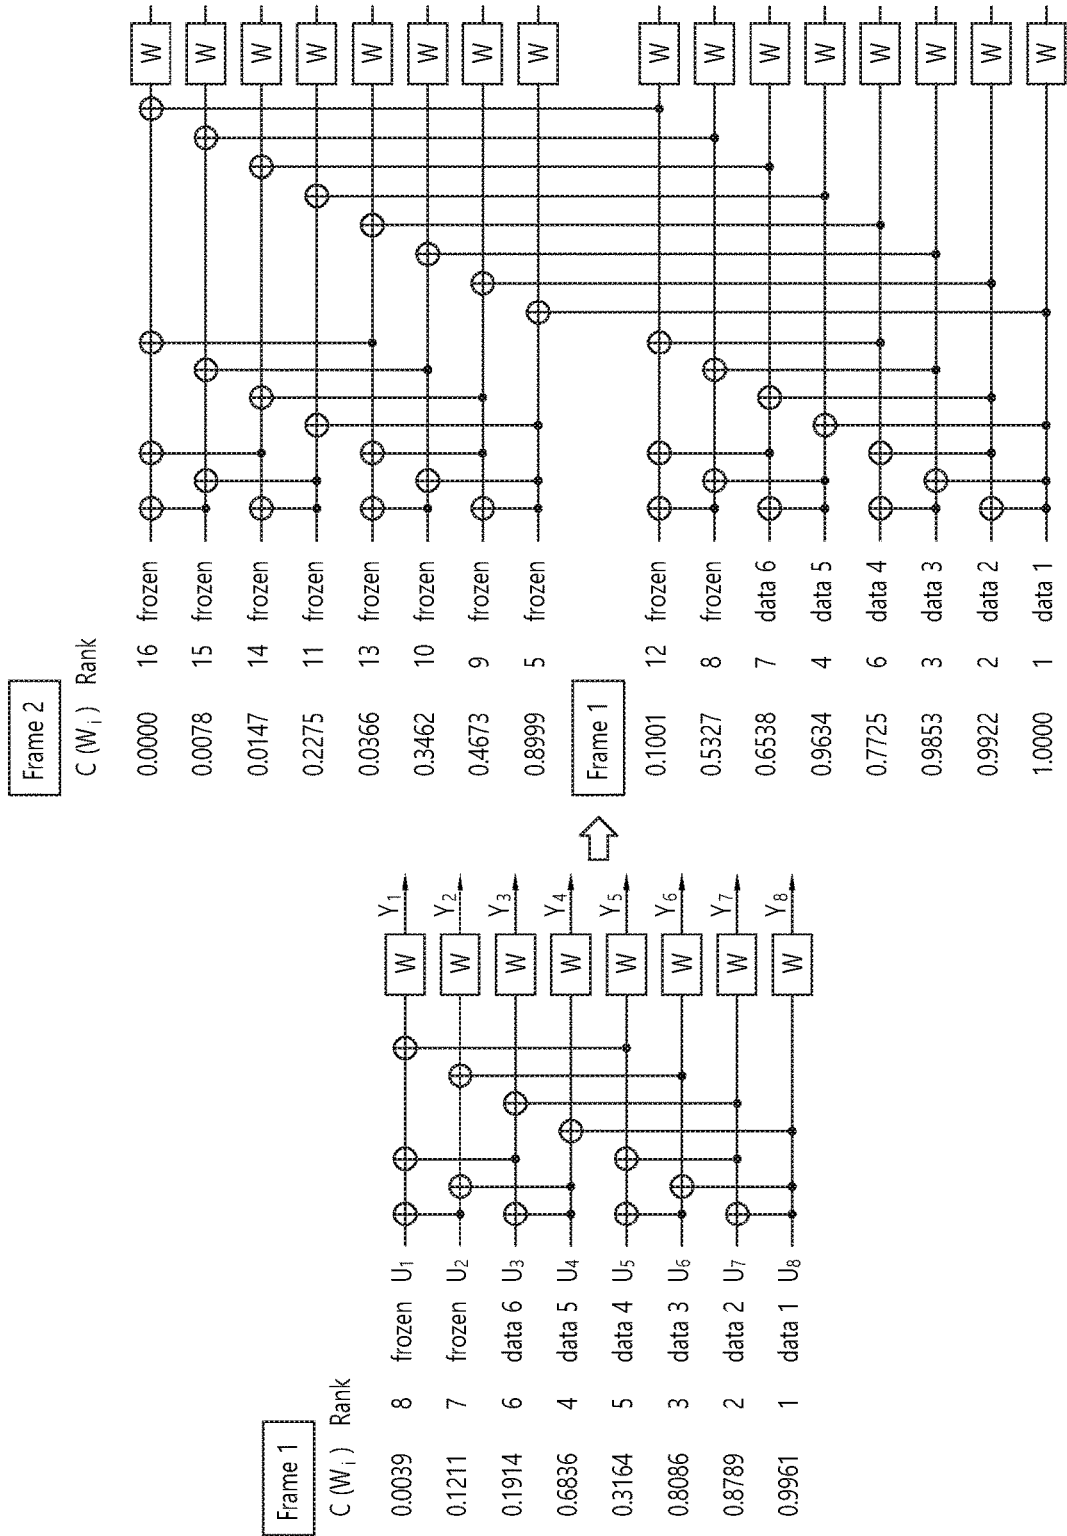 Frame 1
C (Wi) Rank
0.0039 8 frozen U1 W Y1
0.1211 7 frozen U2 W Y2
0.1914 6 data 6 U3 W Y3
0.6836 4 data 5 U4 W Y4
0.3164 5 data 4 U5 W Y5
0.8086 3 data 3 U6 W Y6
0.8789 2 data 2 U7 W Y7
0.9961 1 data 1 U8 W Y8
Frame 2
C (Wi) Rank
0.0000 16 frozen W
0.0078 15 frozen W
0.0147 14 frozen W
0.2275 11 frozen W
0.0366 13 frozen W
0.3462 10 frozen W
0.4673 9 frozen W
0.8999 5 frozen W
Frame 1
0.11001 12 frozen W
0.5327 8 frozen W
0.6538 7 data 6 W
0.9634 4 data 5 W
0.7725 6 data 4 W
0.9853 3 data 3 W
0.9922 2 data 2 W
1.0000 1 data 1 W